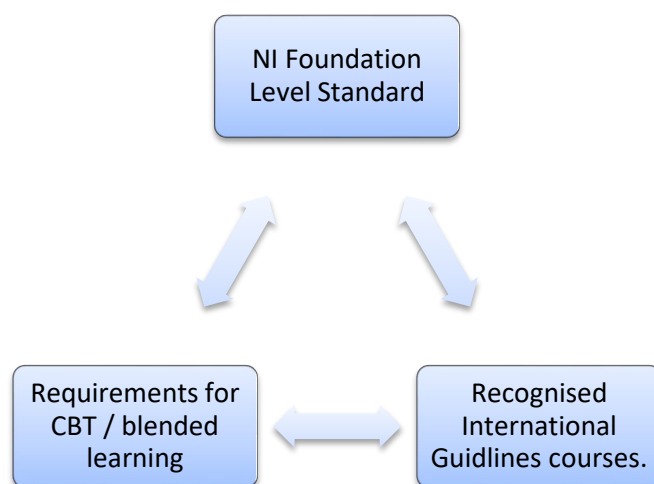 NI Foundation
Level Standard
Requirements for
CBT / blended
learning
Recognised
International
Guidlines courses.